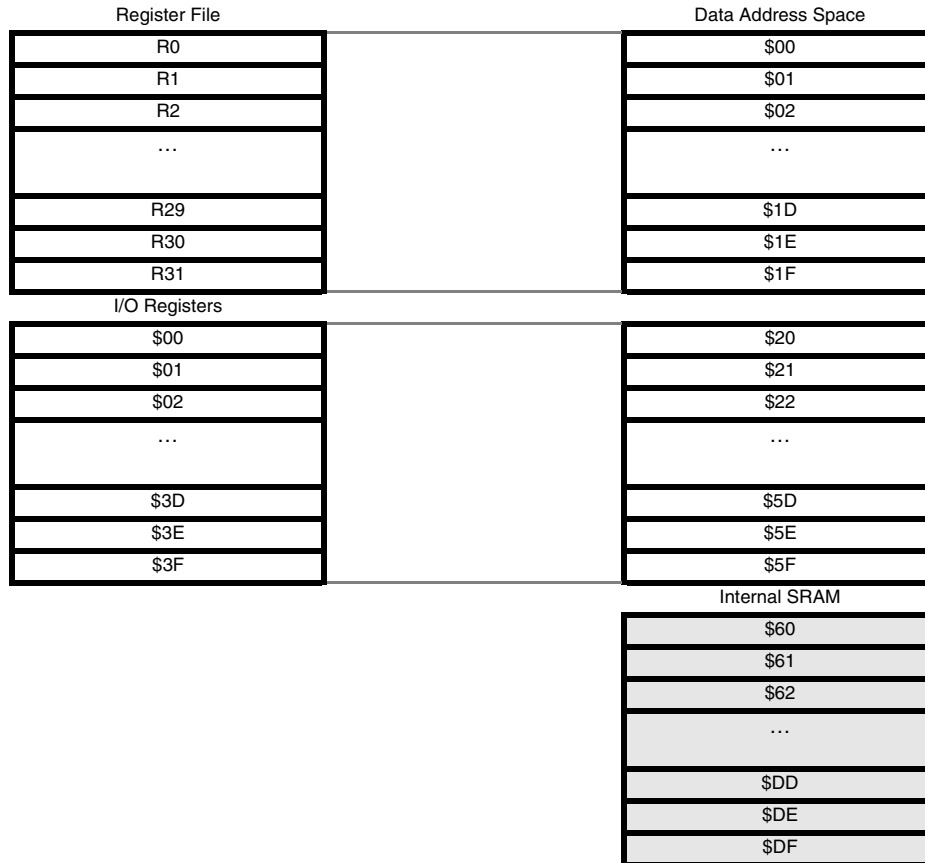 Register File
Data Address Space
R0
$00
R1
$01
R2
$02
...
...
R29
$1D
R30
$1E
R31
$1F
I/O Registers
$00
$20
$01
$21
$02
$22
...
...
$3D
$5D
$3E
$5E
$3F
$5F
Internal SRAM
$60
$61
$62
...
$DD
$DE
$DF